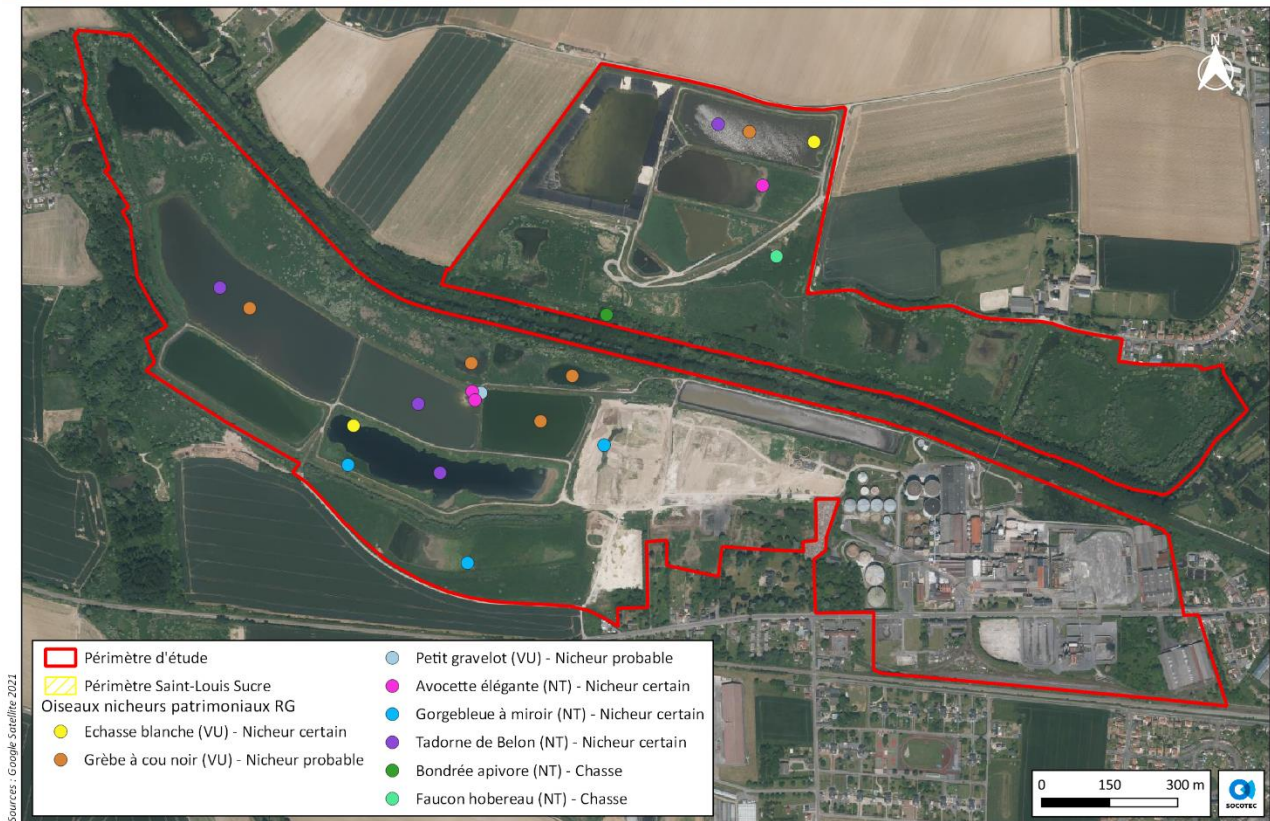 N
Périmètre d'étude
Périmètre Saint-Louis Sucre
Oiseaux nicheurs patrimoniaux RG
Echasse blanche (VU) - Nicheur certain
Grèbe à cou noir (VU) - Nicheur probable
Petit gravelot (VU) - Nicheur probable
Avocette élégante (NT) - Nicheur certain
Gorgebleue à miroir (NT) - Nicheur certain
Tadorne de Belon (NT) - Nicheur certain
Bondrée apivore (NT) - Chasse
Faucon hobereau (NT) - Chasse
0 150 300 m
SOCOTEC
Sources : Google Satellite 2021